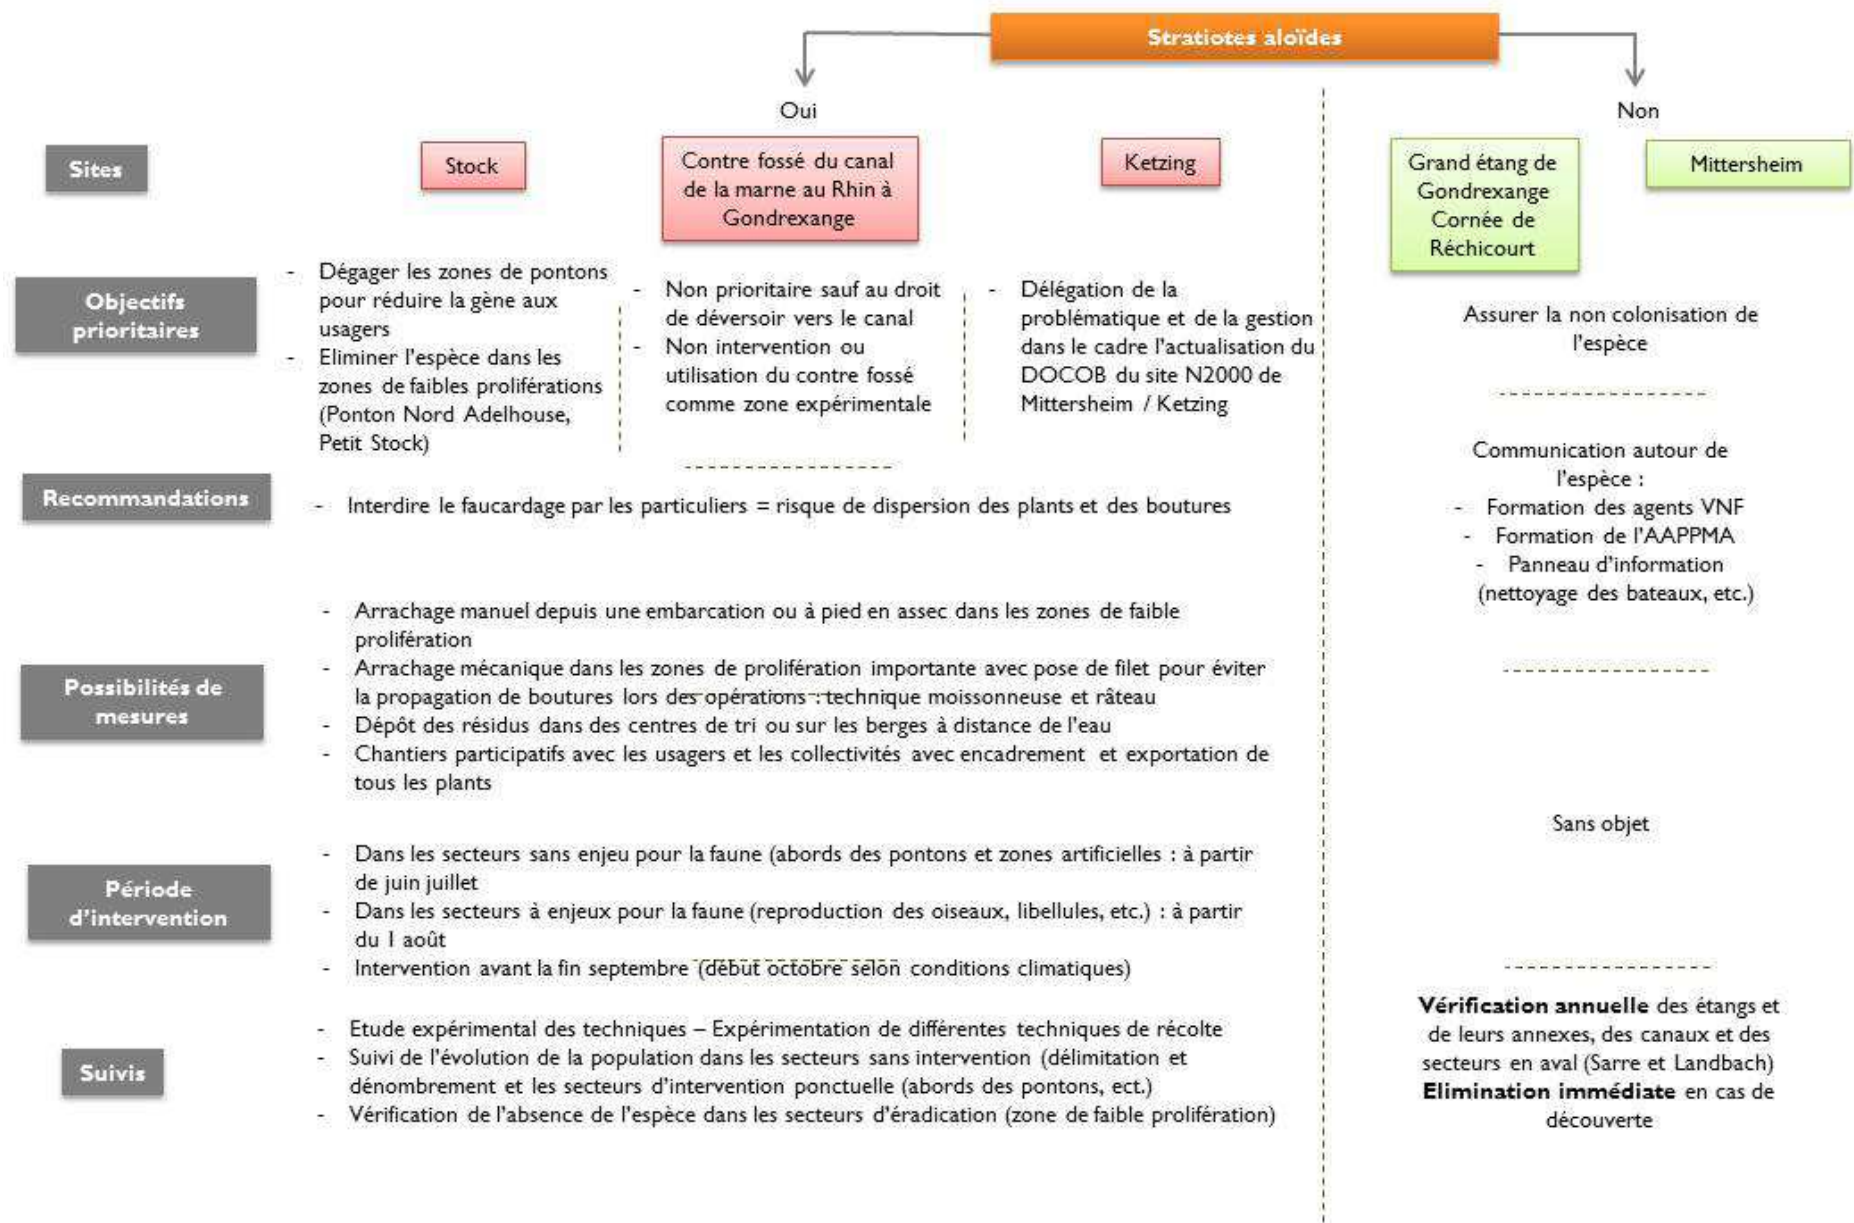 Stratiotes aloïdes
Oui
Non
Sites
Stock
Contre fossé du canal
de la marne au Rhin à
Gondrexange
Ketzing
Grand étang de
Gondrexange
Cornée de
Réchicourt
Mittersheim
Objectifs
prioritaires
- Dégager les zones de pontons
pour réduire la gène aux
usagers
- Eliminer l'espèce dans les
zones de faibles proliférations
(Ponton Nord Adelhouse,
Petit Stock)
- Non prioritaire sauf au droit
de déversoir vers le canal
- Non intervention ou
utilisation du contre fossé
comme zone expérimentale
- Délégation de la
problématique et de la gestion
dans le cadre l'actualisation du
DOCOB du site N2000 de
Mittersheim / Ketzing
Assurer la non colonisation de
l'espèce
Recommandations
- Interdire le faucardage par les particuliers = risque de dispersion des plants et des boutures
Communication autour de
l'espèce :
- Formation des agents VNF
- Formation de l'AAPPMA
- Panneau d'information
(nettoyage des bateaux, etc.)
Possibilités de
mesures
- Arrachage manuel depuis une embarcation ou à pied en assec dans les zones de faible
prolifération
- Arrachage mécanique dans les zones de prolifération importante avec pose de filet pour éviter
la propagation de boutures lors des opérations : technique moissonneuse et râteau
- Dépôt des résidus dans des centres de tri ou sur les berges à distance de l'eau
- Chantiers participatifs avec les usagers et les collectivités avec encadrement et exportation de
tous les plants
Sans objet
Période
d'intervention
- Dans les secteurs sans enjeu pour la faune (abords des pontons et zones artificielles : à partir
de juin juillet
- Dans les secteurs à enjeux pour la faune (reproduction des oiseaux, libellules, etc.) : à partir
du 1 août
- Intervention avant la fin septembre (début octobre selon conditions climatiques)
Suivis
- Etude expérimental des techniques – Expérimentation de différentes techniques de récolte
- Suivi de l'évolution de la population dans les secteurs sans intervention (délimitation et
dénombrement et les secteurs d'intervention ponctuelle (abords des pontons, ect.)
- Vérification de l'absence de l'espèce dans les secteurs d'éradication (zone de faible prolifération)
Vérification annuelle des étangs et
de leurs annexes, des canaux et des
secteurs en aval (Sarre et Landbach)
Elimination immédiate en cas de
découverte